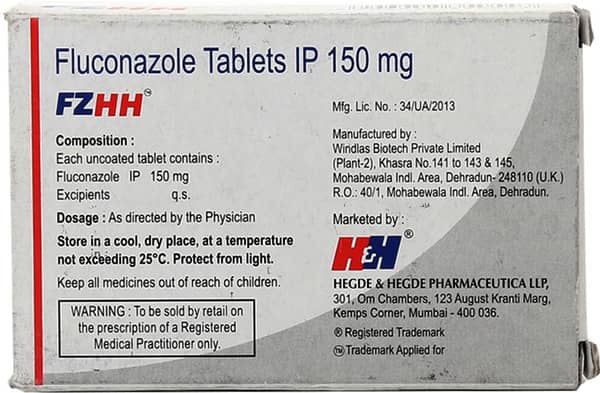 Fluconazole Tablets IP 150 mg
FZHH™
Composition :
Each uncoated tablet contains :
Fluconazole IP 150 mg
Excipients q.s.
Dosage : As directed by the Physician
Store in a cool, dry place, at a temperature
not exceeding 25°C. Protect from light.
Keep all medicines out of reach of children.
WARNING : To be sold by retail on
the prescription of a Registered
Medical Practitioner only.
Mfg. Lic. No. : 34/UA/2013
Manufactured by :
Windlas Biotech Private Limited
(Plant-2), Khasra No.141 to 143 & 145,
Mohabewala Indl. Area, Dehradun- 248110 (U.K.)
R.O.: 40/1, Mohabewala Indl. Area, Dehradun.
Marketed by :
H&H®
HEGDE & HEGDE PHARMACEUTICA LLP,
301, Om Chambers, 123 August Kranti Marg,
Kemps Corner, Mumbai - 400 036.
® Registered Trademark
™ Trademark Applied for